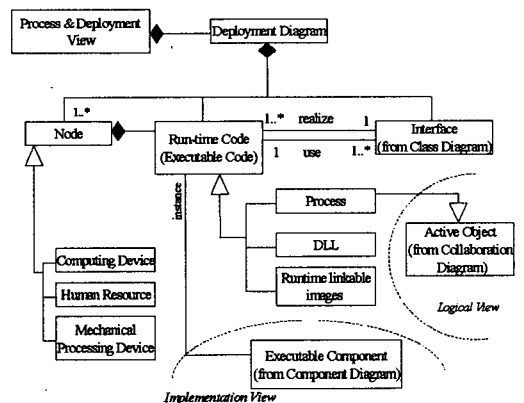 Process & Deployment
View
Deployment Diagram
1..*
Node
Run-time Code
(Executable Code)
1..*
realize
1
1
use
1..*
Interface
(from Class Diagram)
instance
Process
DLL
Runtime linkable
images
Active Object
(from Collaboration
Diagram)
Logical View
Computing Device
Human Resource
Mechanical
Processing Device
Executable Component
(from Component Diagram)
Implementation View